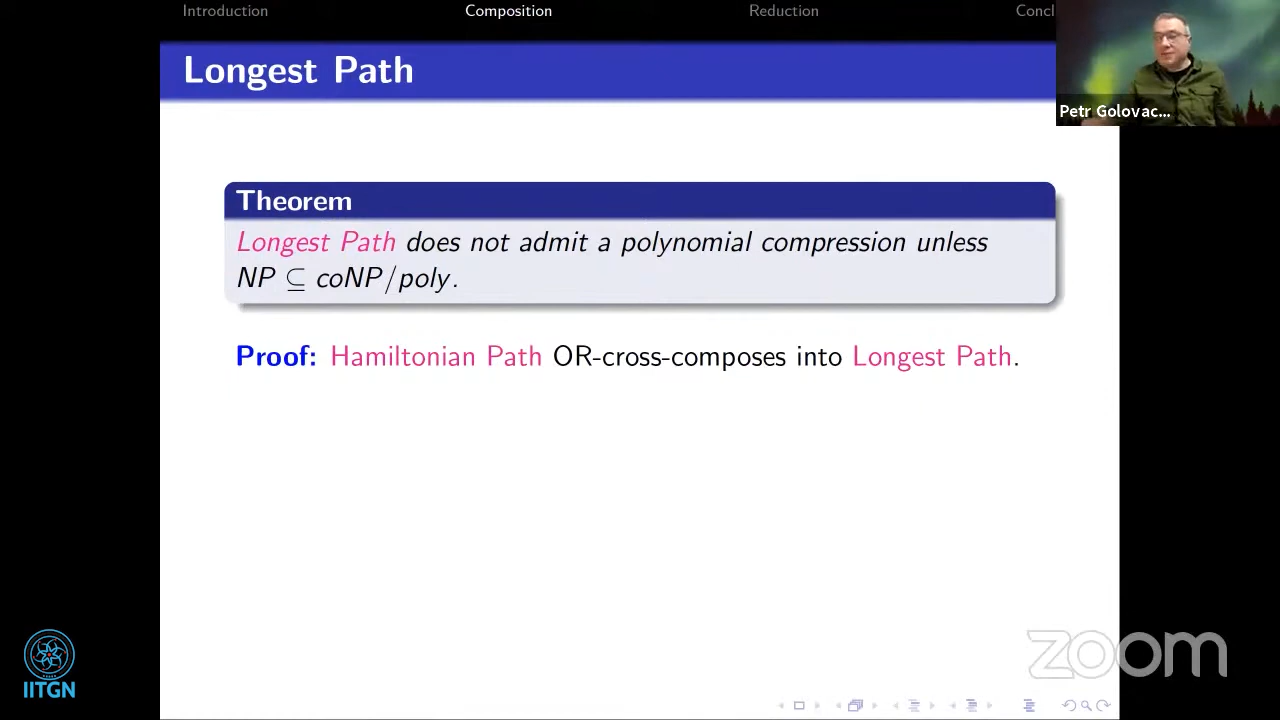 Introduction Composition Reduction Concl
Longest Path
Petr Golovac...
Theorem
Longest Path does not admit a polynomial compression unless
NP ⊆ coNP/poly.
Proof: Hamiltonian Path OR-cross-composes into Longest Path.
zoom
IITGN